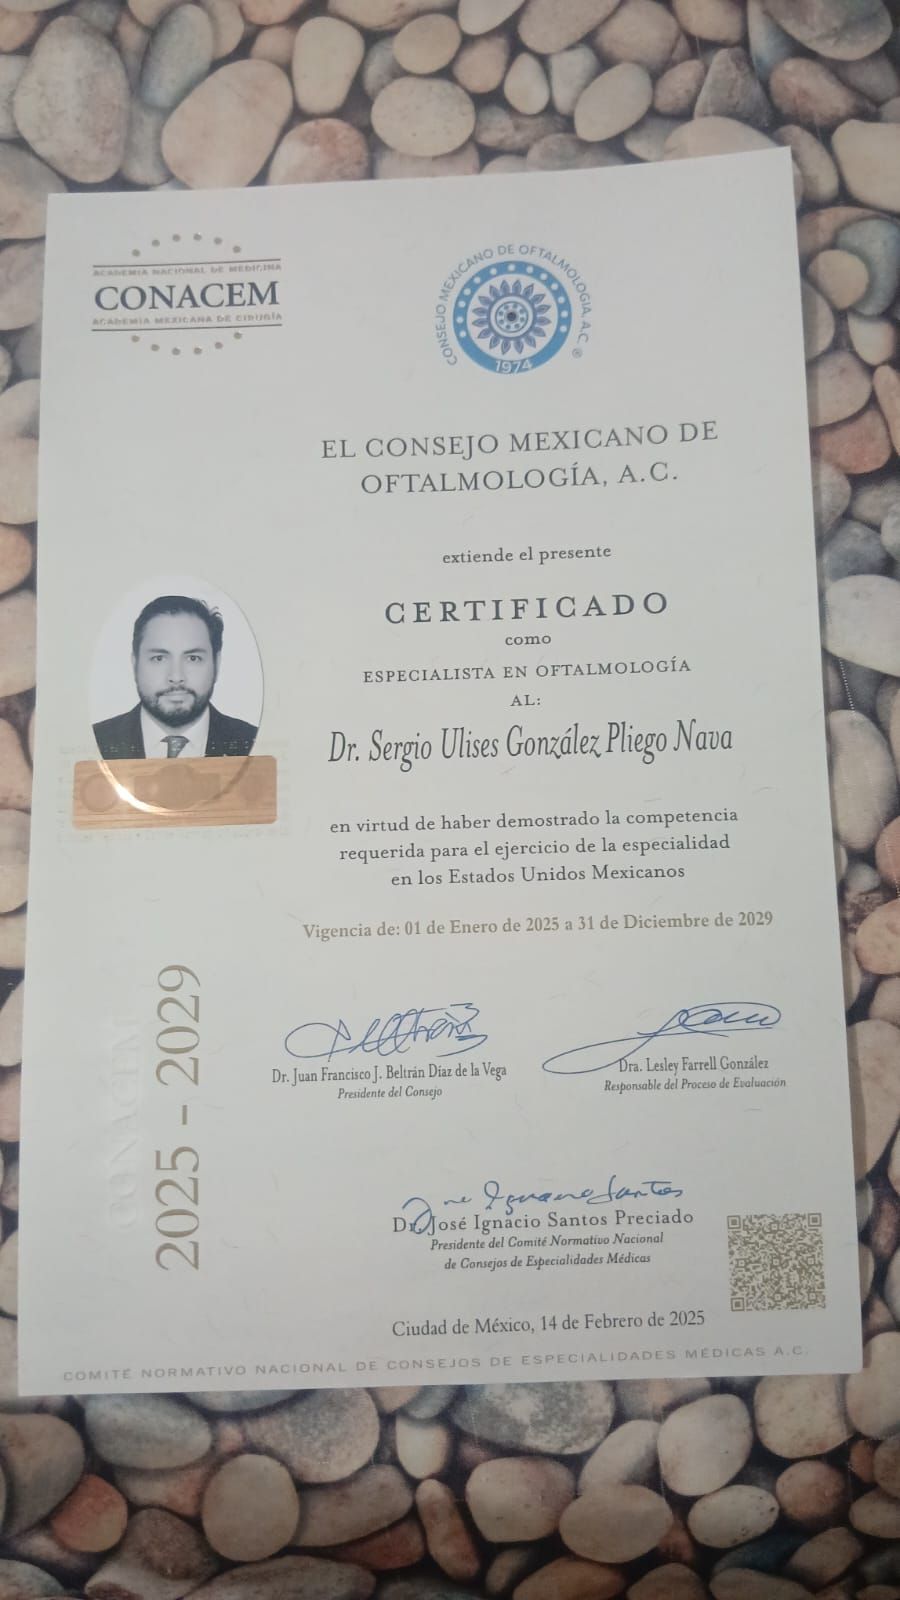 ACADEMIA NACIONAL DE MEDICINA
CONACEM
ACADEMIA MEXICANA DE CIRUGÍA
CONSEJO MEXICANO DE OFTALMOLOGIA, A.C.®
1974
EL CONSEJO MEXICANO DE
OFTALMOLOGÍA, A.C.
extiende el presente
CERTIFICADO
como
ESPECIALISTA EN OFTALMOLOGÍA
AL:
Dr. Sergio Ulises González Pliego Nava
en virtud de haber demostrado la competencia
requerida para el ejercicio de la especialidad
en los Estados Unidos Mexicanos
Vigencia de: 01 de Enero de 2025 a 31 de Diciembre de 2029
CONACEM
2025 - 2029
Dr. Juan Francisco J. Beltrán Díaz de la Vega
Presidente del Consejo
Dra. Lesley Farrell González
Responsable del Proceso de Evaluación
José Ignacio Santos
Dr. José Ignacio Santos Preciado
Presidente del Comité Normativo Nacional
de Consejos de Especialidades Médicas
Ciudad de México, 14 de Febrero de 2025
COMITÉ NORMATIVO NACIONAL DE CONSEJOS DE ESPECIALIDADES MÉDICAS A.C.